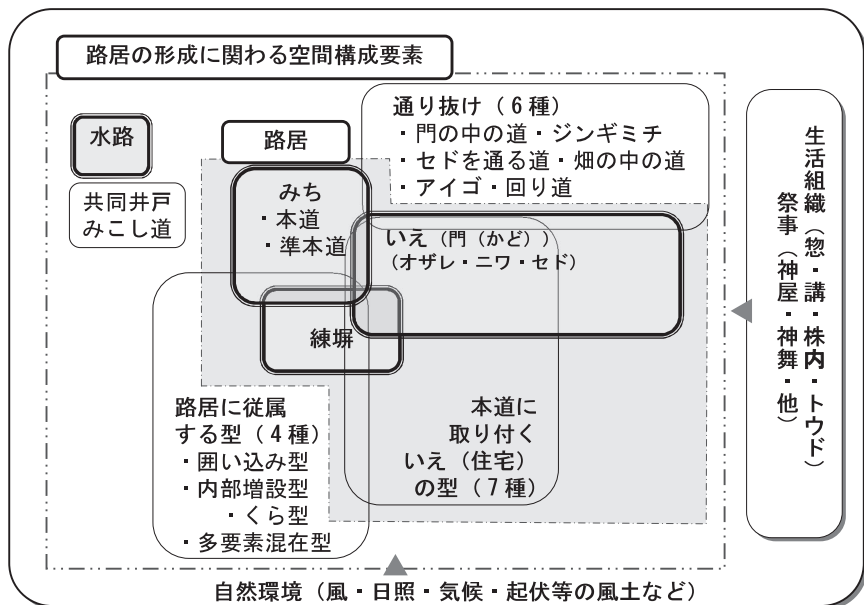 路居の形成に関わる空間構成要素
水路
共同井戸
みこし道
路居
みち
・本道
・準本道
通り抜け(6種)
・門の中の道・ジンギミチ
・セドを通る道・畑の中の道
・アイゴ・回り道
いえ(門(かど))
(オザレ・ニワ・セド)
練塀
路居に従属
する型(4種)
・囲い込み型
・内部増設型
・くら型
・多要素混在型
本道に
取り付く
いえ(住宅)
の型(7種)
生活組織(惣・講・株内・トウド)
祭事(神屋・神舞・他)
自然環境(風・日照・気候・起伏等の風土など)